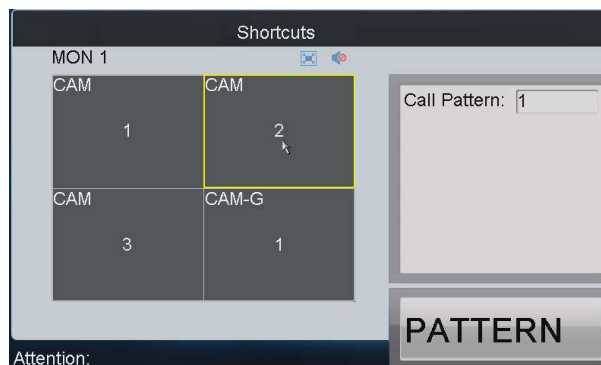 Shortcuts
MON 1
CAM
CAM
1
2
CAM
CAM-G
3
1
Call Pattern: 1
PATTERN
Attention: